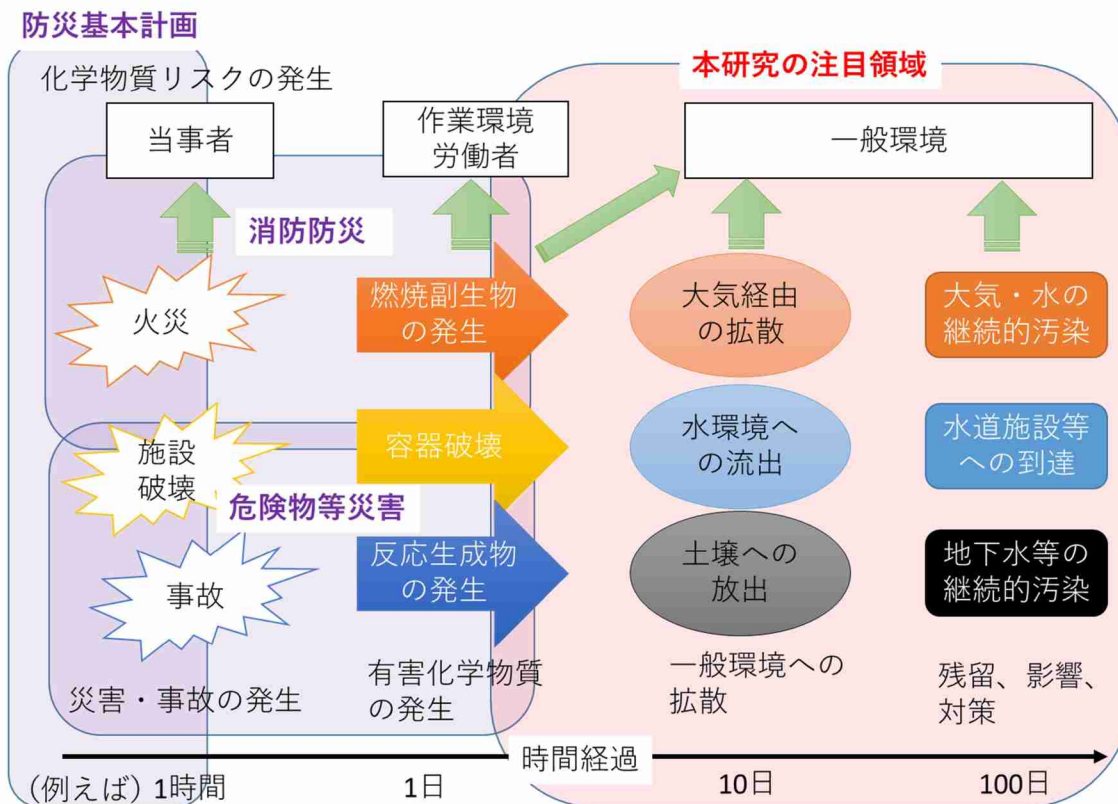 防災基本計画
化学物質リスクの発生
本研究の注目領域
当事者
作業環境
労働者
一般環境
消防防災
火災
燃焼副生物
の発生
大気経由
の拡散
大気・水の
継続的汚染
施設
破壊
容器破壊
水環境へ
の流出
水道施設等
への到達
危険物等災害
事故
反応生成物
の発生
土壌への
放出
地下水等の
継続的汚染
災害・事故の発生
有害化学物質
の発生
一般環境への
拡散
残留、影響、
対策
時間経過
（例えば）1時間
1日
10日
100日